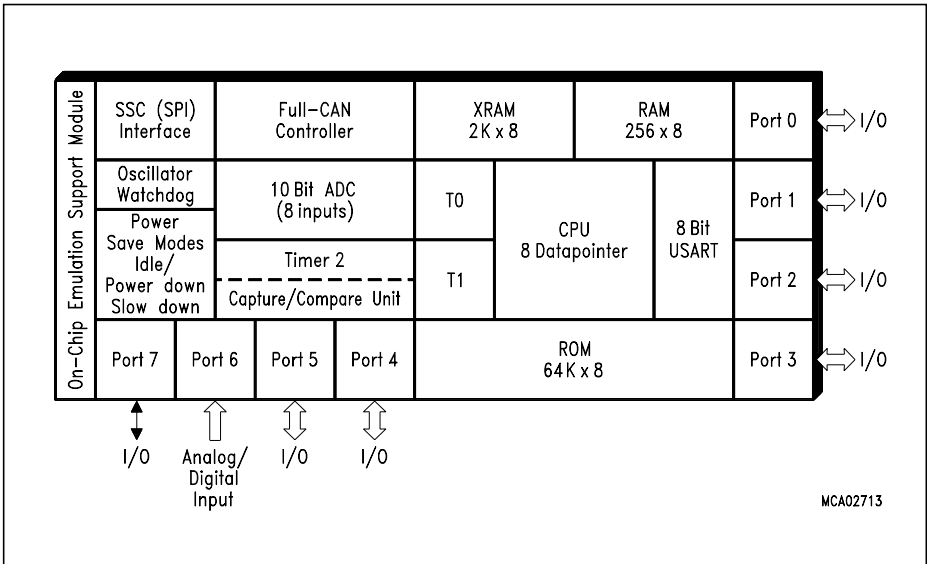 On-Chip Emulation Support Module
SSC (SPI)
Interface
Full-CAN
Controller
XRAM
2K x 8
RAM
256 x 8
Port 0
I/O
Oscillator
Watchdog
10 Bit ADC
(8 inputs)
T0
CPU
8 Datapointer
8 Bit
USART
Port 1
I/O
Power
Save Modes
Idle/
Power down
Slow down
Timer 2
Capture/Compare Unit
T1
Port 2
I/O
Port 7
Port 6
Port 5
Port 4
ROM
64K x 8
Port 3
I/O
I/O
Analog/
Digital
Input
I/O
I/O
MCA02713